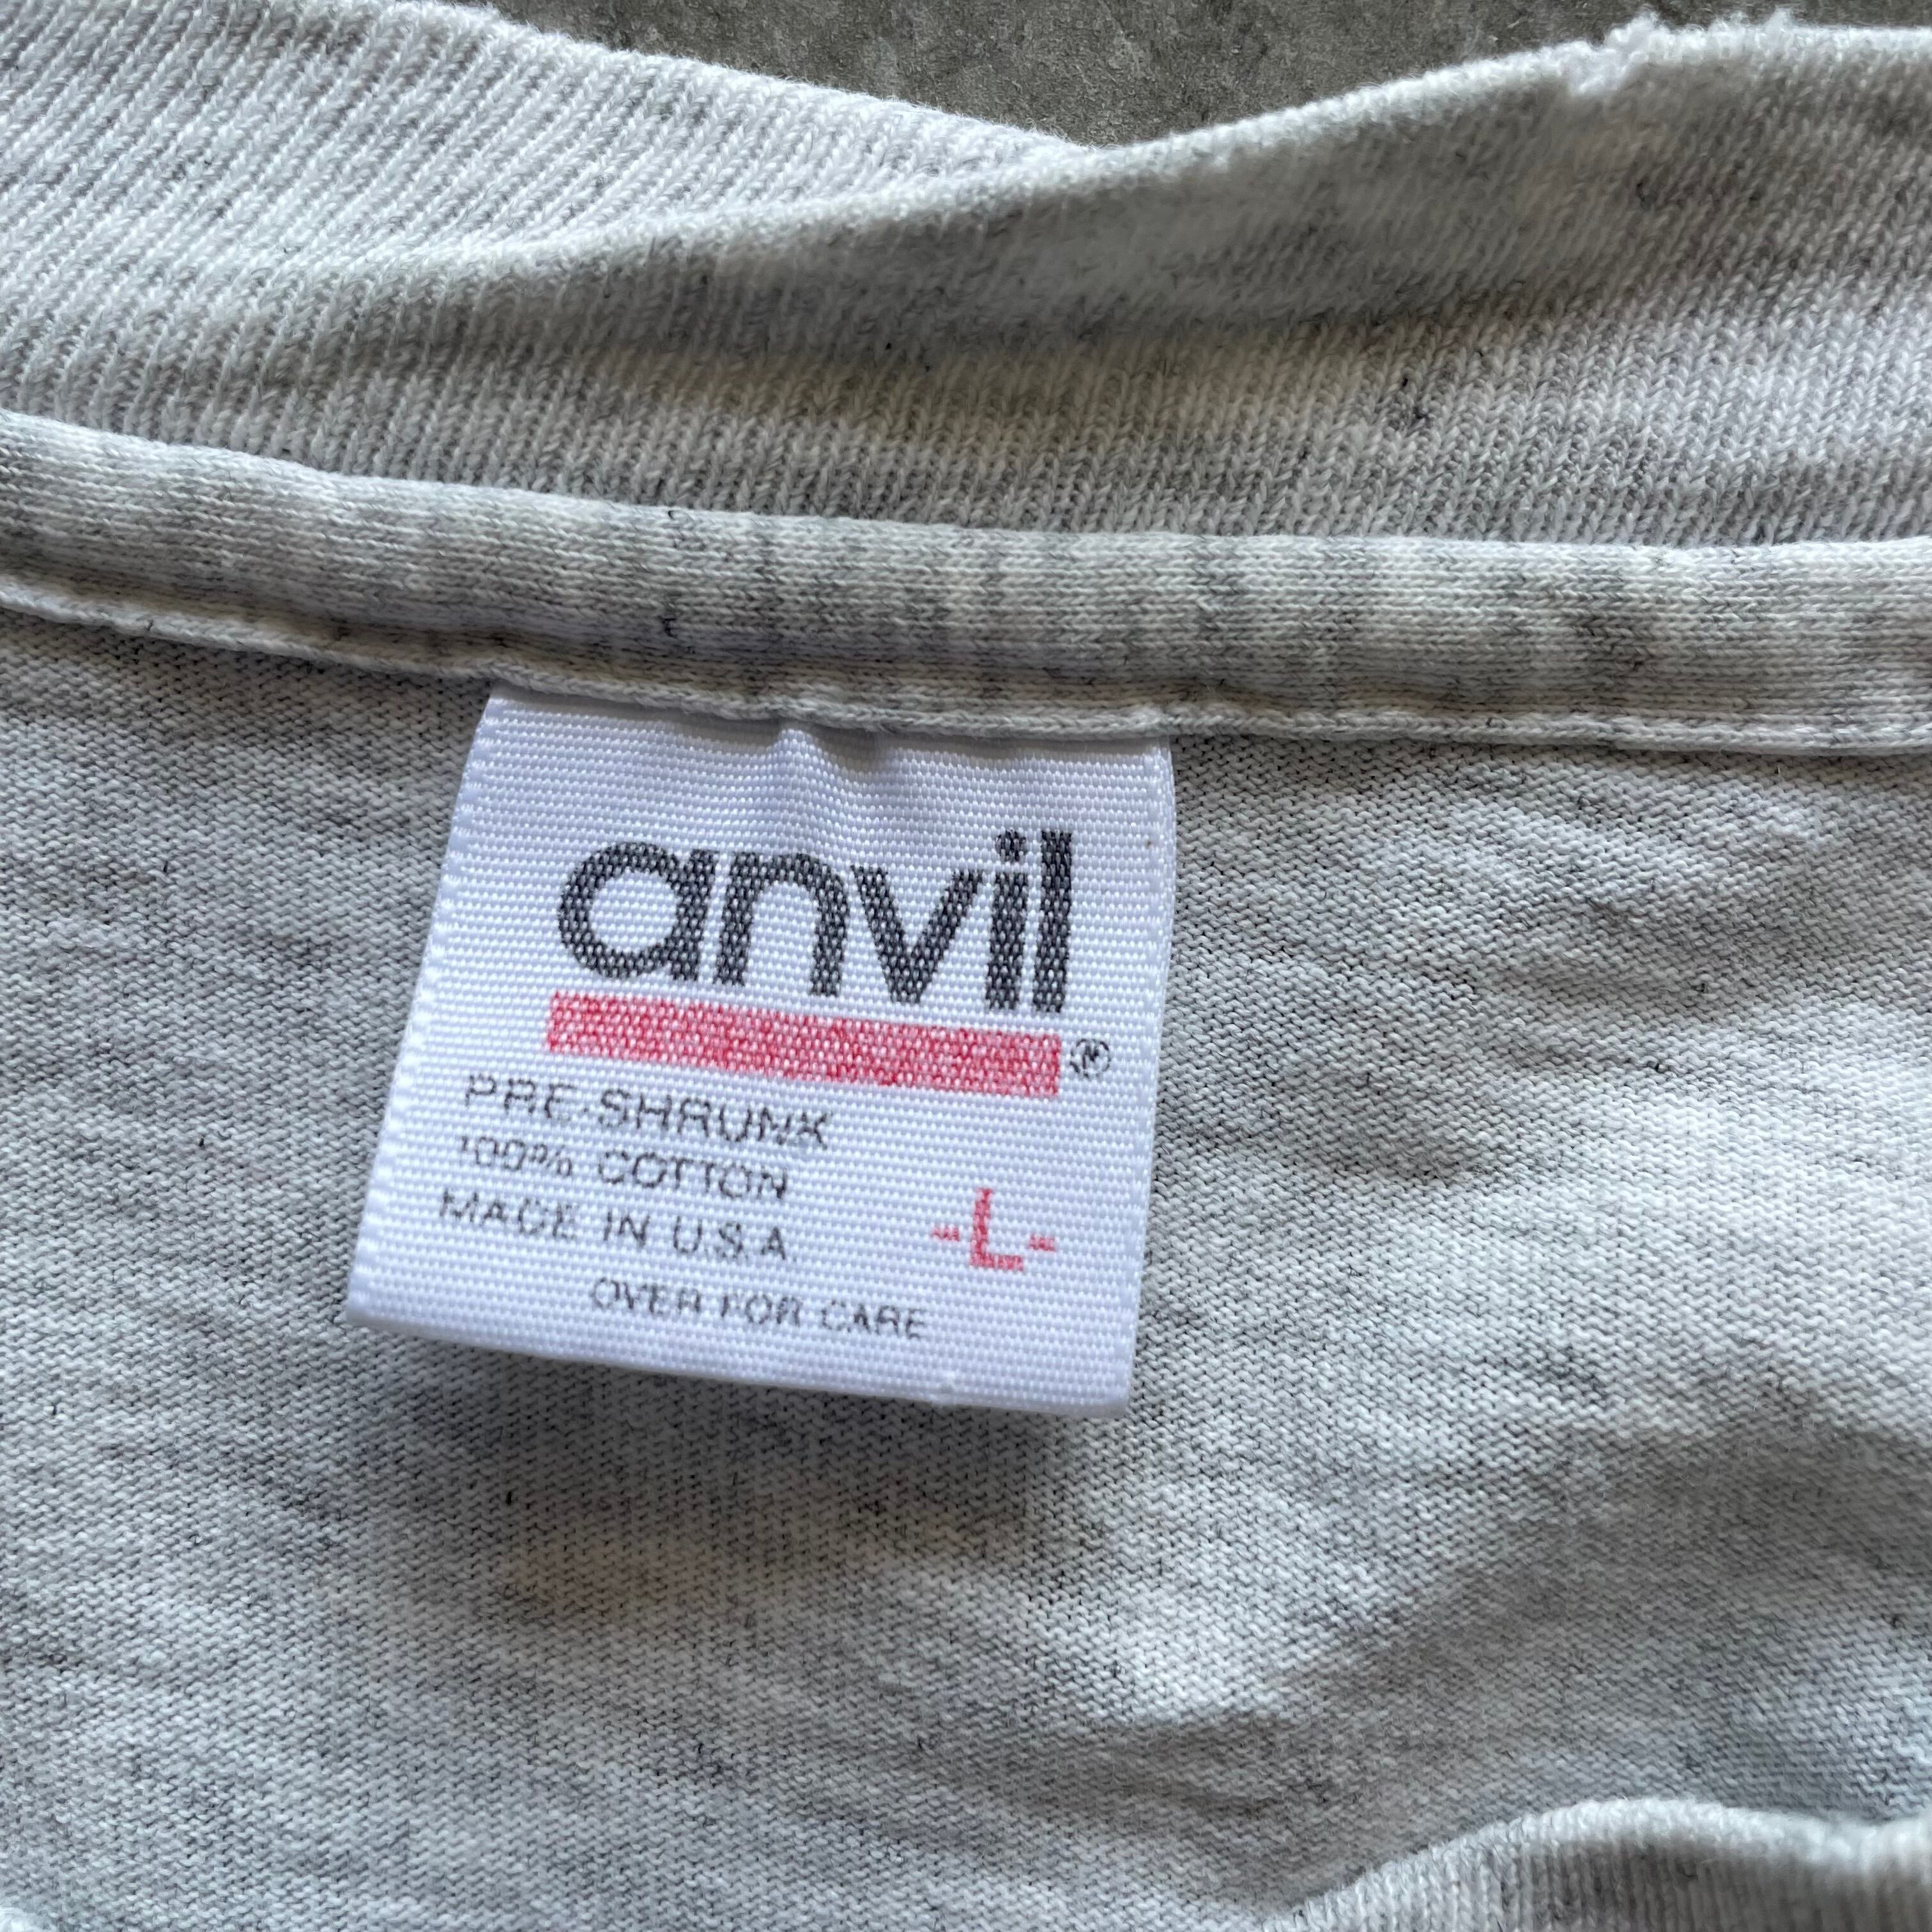 anvil®
PRE-SHRUNK
100% COTTON
MADE IN U.S.A
-L-
OVER FOR CARE